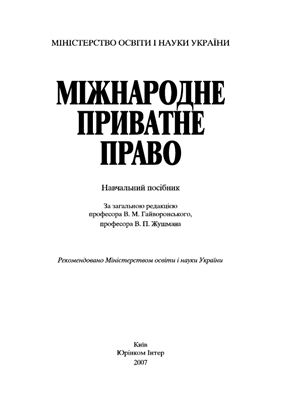 МІНІСТЕРСТВО ОСВІТИ І НАУКИ УКРАЇНИ
МІЖНАРОДНЕ
ПРИВАТНЕ
ПРАВО
Навчальний посібник
За загальною редакцією
професора В. М. Гайворонського,
професора В. П. Жушмана
Рекомендовано Міністерством освіти і науки України
Київ
Юрінком Інтер
2007